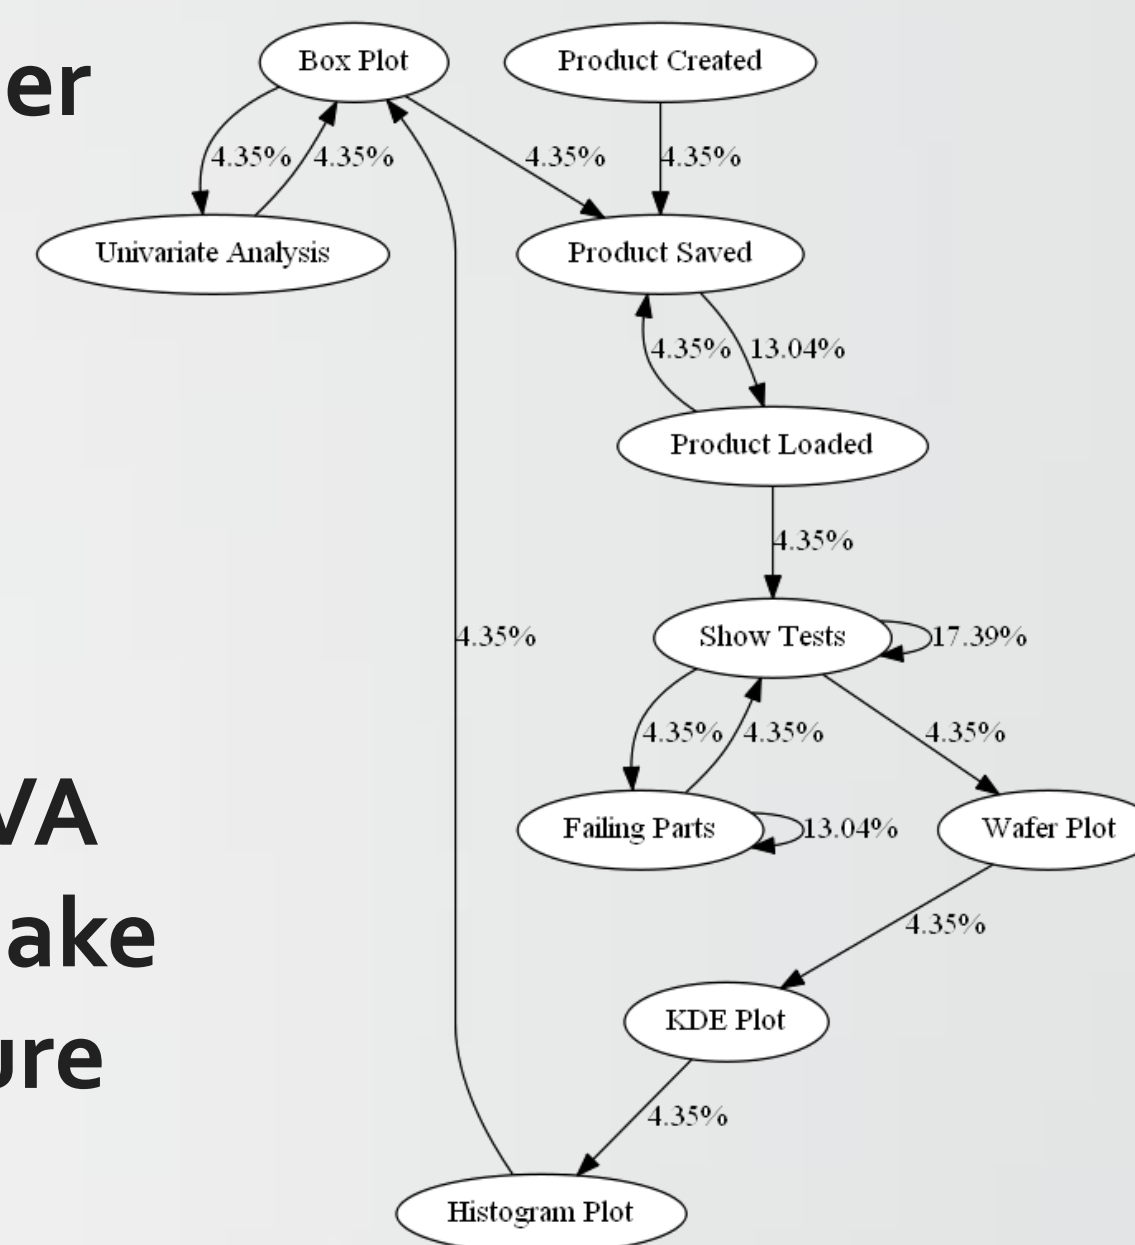 er
VA
ake
ure
Box Plot
Product Created
4.35%
4.35%
4.35%
4.35%
Univariate Analysis
Product Saved
4.35%
13.04%
Product Loaded
4.35%
4.35%
Show Tests
17.39%
4.35%
4.35%
4.35%
Failing Parts
13.04%
Wafer Plot
4.35%
KDE Plot
4.35%
Histogram Plot